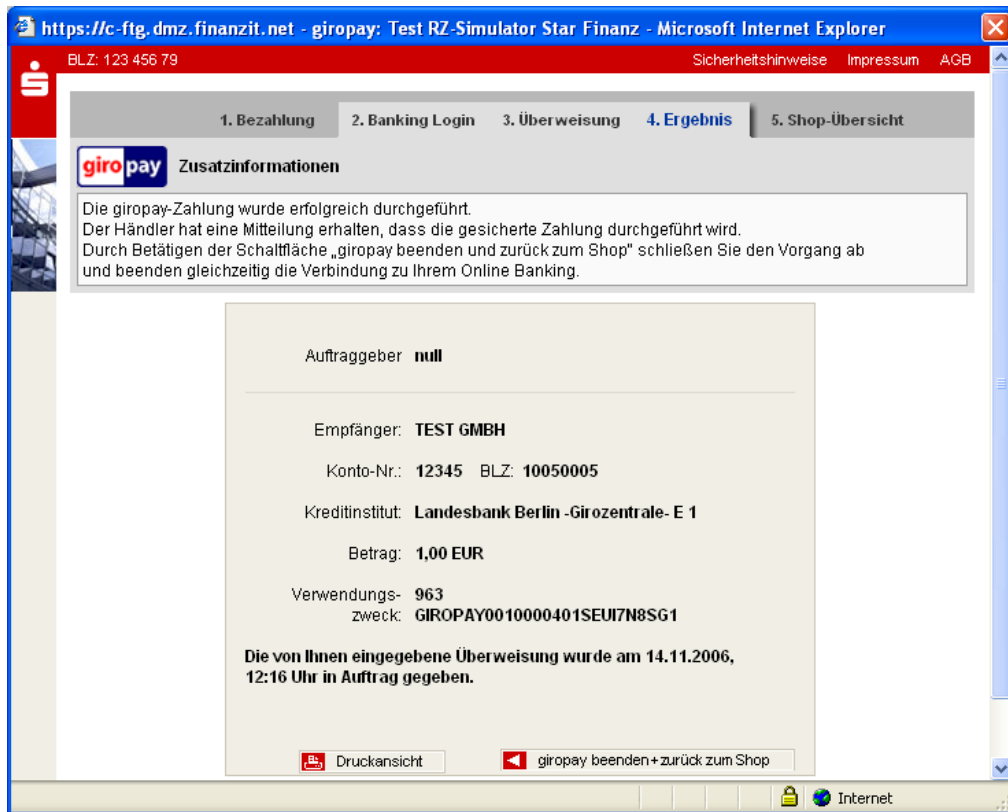 https://c-ftg.dmz.finanzit.net - giropay: Test RZ-Simulator Star Finanz - Microsoft Internet Explorer
BLZ: 123 456 79 Sicherheitshinweise Impressum AGB
1. Bezahlung 2. Banking Login 3. Überweisung 4. Ergebnis 5. Shop-Übersicht
giropay Zusatzinformationen
Die giropay-Zahlung wurde erfolgreich durchgeführt.
Der Händler hat eine Mitteilung erhalten, dass die gesicherte Zahlung durchgeführt wird.
Durch Betätigen der Schaltfläche „giropay beenden und zurück zum Shop" schließen Sie den Vorgang ab
und beenden gleichzeitig die Verbindung zu Ihrem Online Banking.
Auftraggeber null
Empfänger: TEST GMBH
Konto-Nr.: 12345 BLZ: 10050005
Kreditinstitut: Landesbank Berlin -Girozentrale- E 1
Betrag: 1,00 EUR
Verwendungs- 963
zweck: GIROPAY0010000401SEUI7N8SG1
Die von Ihnen eingegebene Überweisung wurde am 14.11.2006,
12:16 Uhr in Auftrag gegeben.
Druckansicht giropay beenden+zurück zum Shop
Internet